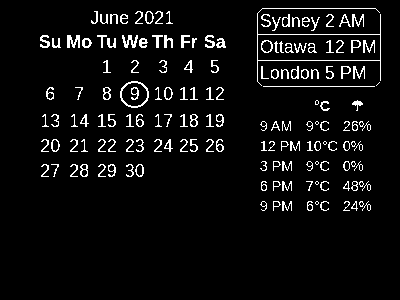 June 2021
Su Mo Tu We Th Fr Sa
1 2 3 4 5
6 7 8 9 10 11 12
13 14 15 16 17 18 19
20 21 22 23 24 25 26
27 28 29 30
Sydney 2 AM
Ottawa 12 PM
London 5 PM
°C ☂
9 AM 9°C 26%
12 PM 10°C 0%
3 PM 9°C 0%
6 PM 7°C 48%
9 PM 6°C 24%